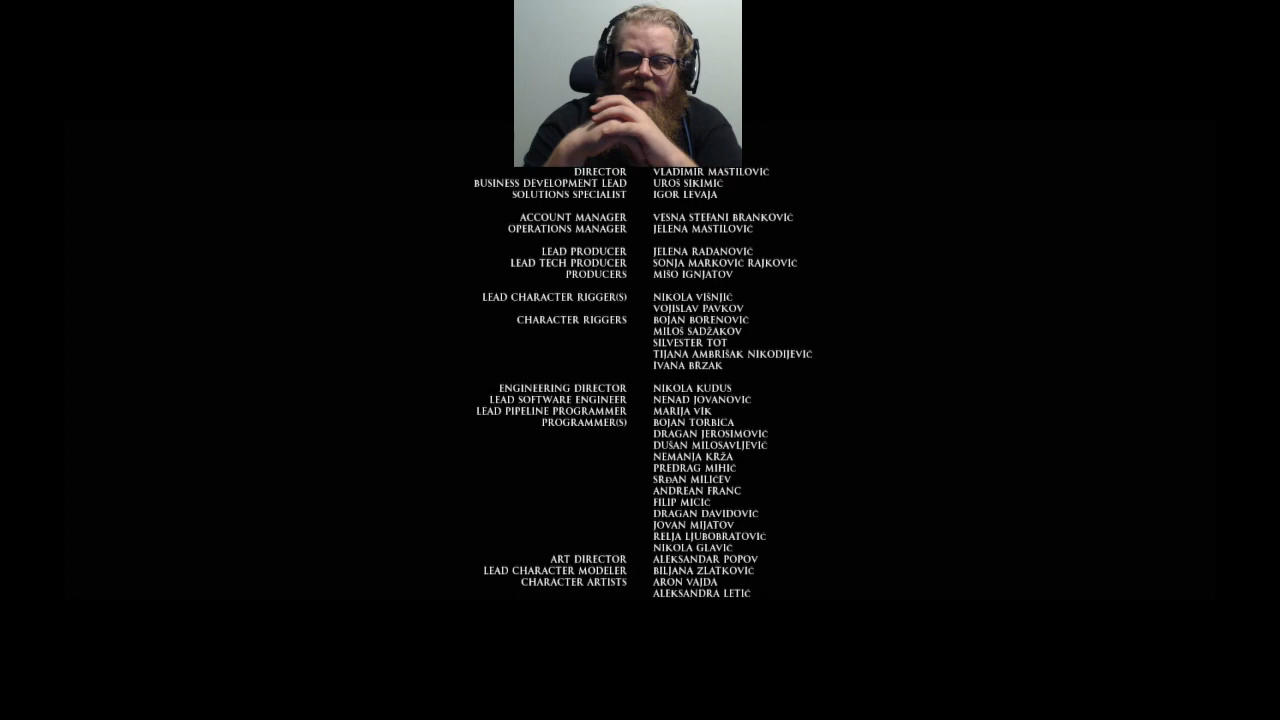 DIRECTOR VLADIMIR MASTILOVIĆ
BUSINESS DEVELOPMENT LEAD UROŠ SIKIMIĆ
SOLUTIONS SPECIALIST IGOR LEVAJA
ACCOUNT MANAGER VESNA STEFANI BRANKOVIĆ
OPERATIONS MANAGER JELENA MASTILOVIĆ
LEAD PRODUCER JELENA RADANOVIĆ
LEAD TECH PRODUCER SONJA MARKOVIĆ RAJKOVIĆ
PRODUCERS MIŠO IGNJATOV
LEAD CHARACTER RIGGER(S) NIKOLA VIŠNJIĆ
VOJISLAV PAVKOV
CHARACTER RIGGERS BOJAN BORENOVIĆ
MILOŠ SADŽAKOV
SILVESTER TOT
TIJANA AMBRIŠAK NIKODIJEVIĆ
IVANA BRZAK
ENGINEERING DIRECTOR NIKOLA KUDUS
LEAD SOFTWARE ENGINEER NENAD JOVANOVIĆ
LEAD PIPELINE PROGRAMMER MARIJA VIK
PROGRAMMER(S) BOJAN TORBICA
DRAGAN JEROSIMOVIĆ
DUŠAN MILOSAVLJEVIĆ
NEMANJA KRŽA
PREDRAG MIHIĆ
SRĐAN MILIĆEV
ANDREAN FRANC
FILIP MICIĆ
DRAGAN DAVIDOVIĆ
JOVAN MIJATOV
RELJA LJUBOBRATOVIĆ
NIKOLA GLAVIĆ
ART DIRECTOR ALEKSANDAR POPOV
LEAD CHARACTER MODELER BILJANA ZLATKOVIĆ
CHARACTER ARTISTS ARON VAJDA
ALEKSANDRA LETIĆ